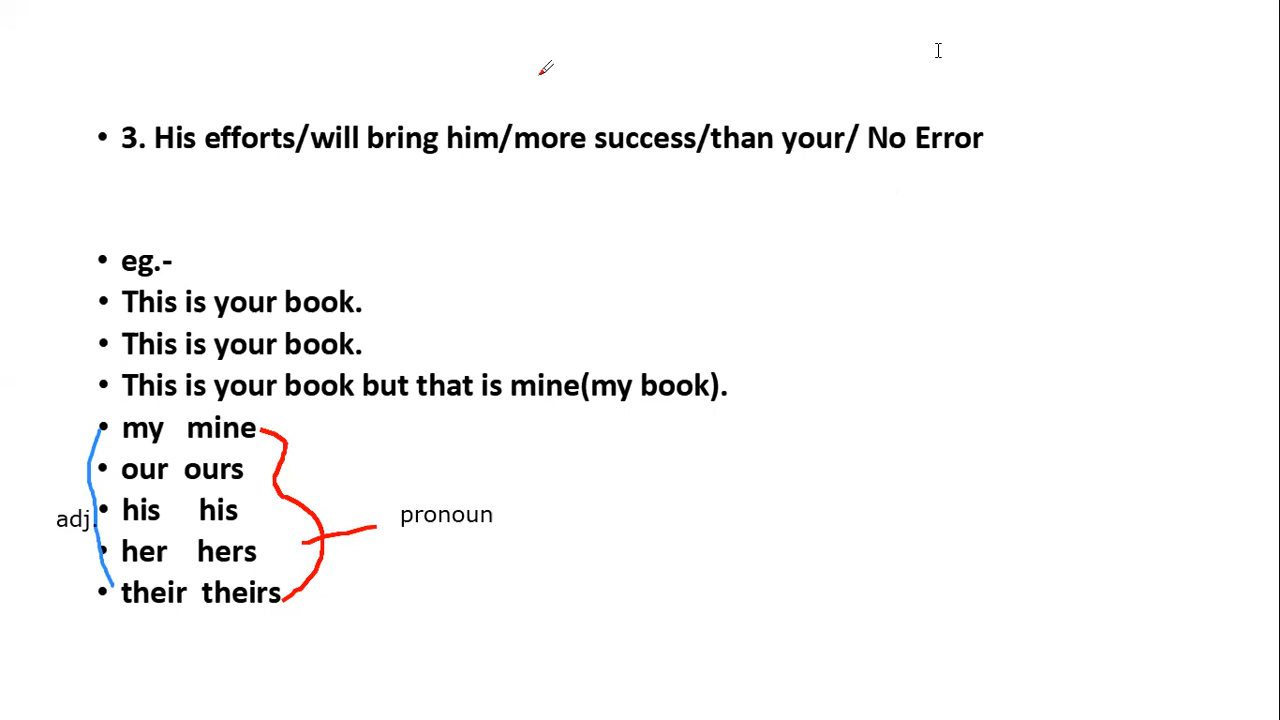 • 3. His efforts/will bring him/more success/than your/ No Error
• eg.-
• This is your book.
• This is your book.
• This is your book but that is mine(my book).
• my mine
• our ours
• his his
adj. pronoun
• her hers
• their theirs